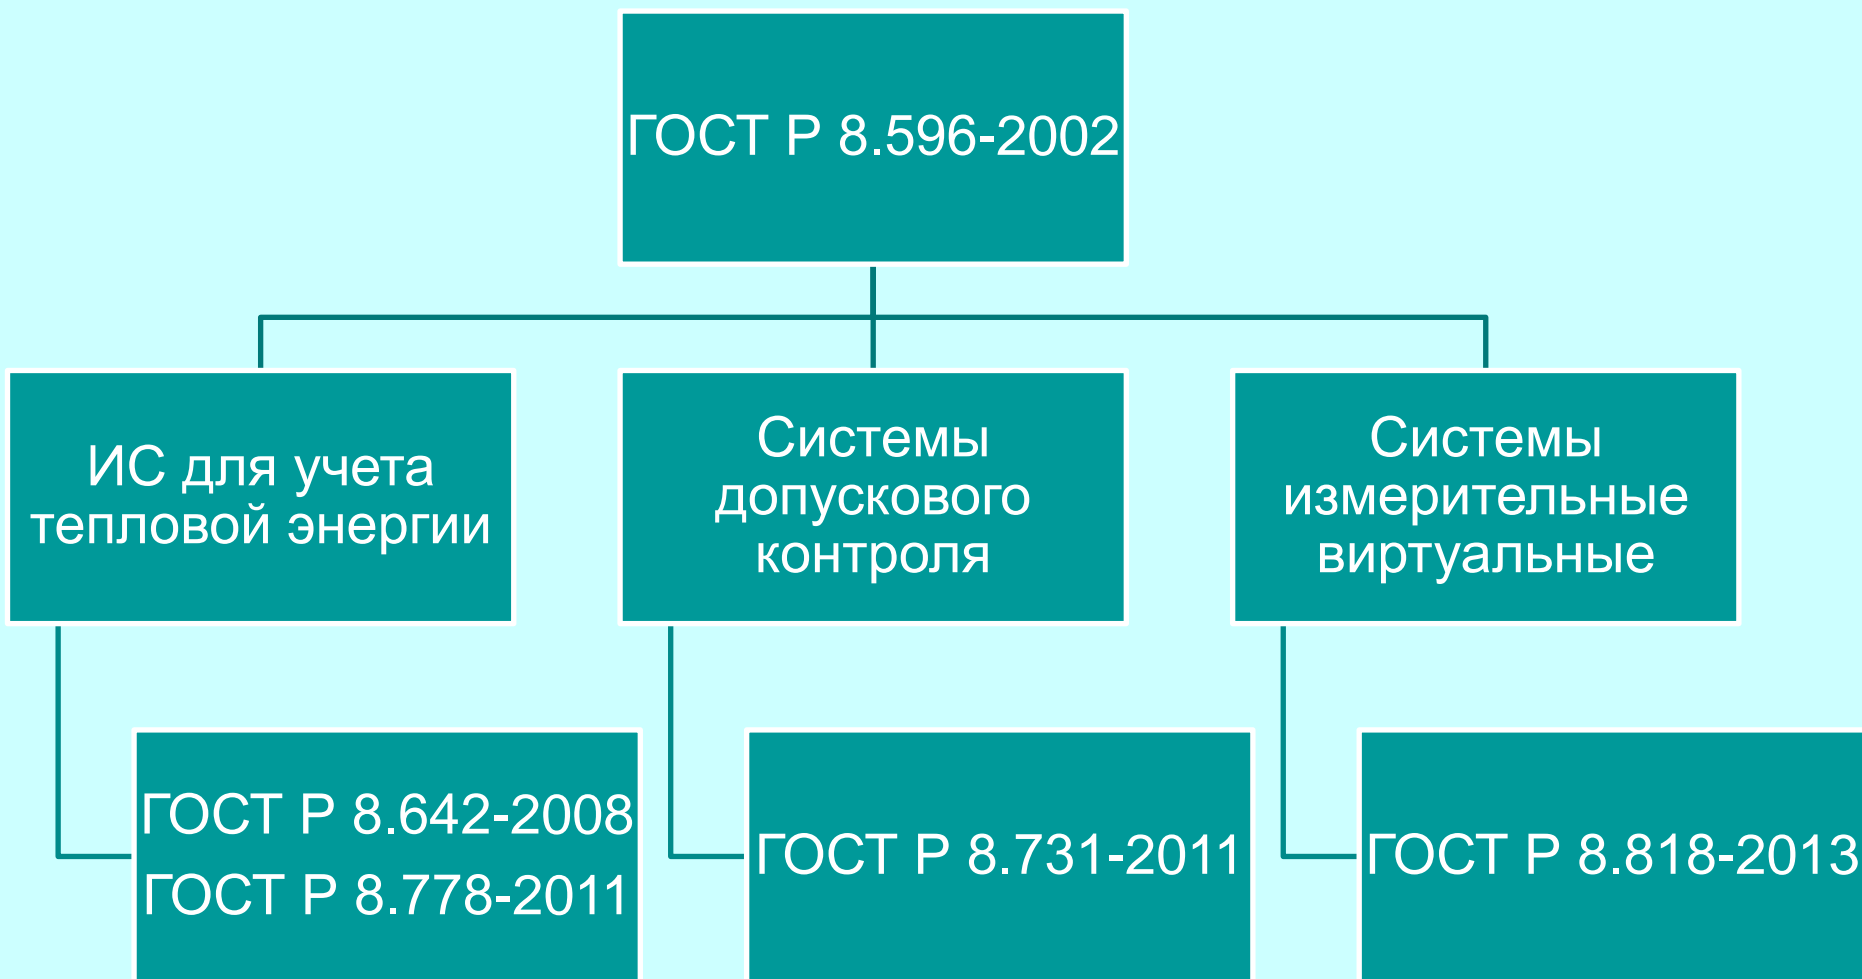 ГОСТ Р 8.596-2002
ИС для учета
тепловой энергии
Системы
допускового
контроля
Системы
измерительные
виртуальные
ГОСТ Р 8.642-2008
ГОСТ Р 8.778-2011
ГОСТ Р 8.731-2011
ГОСТ Р 8.818-2013